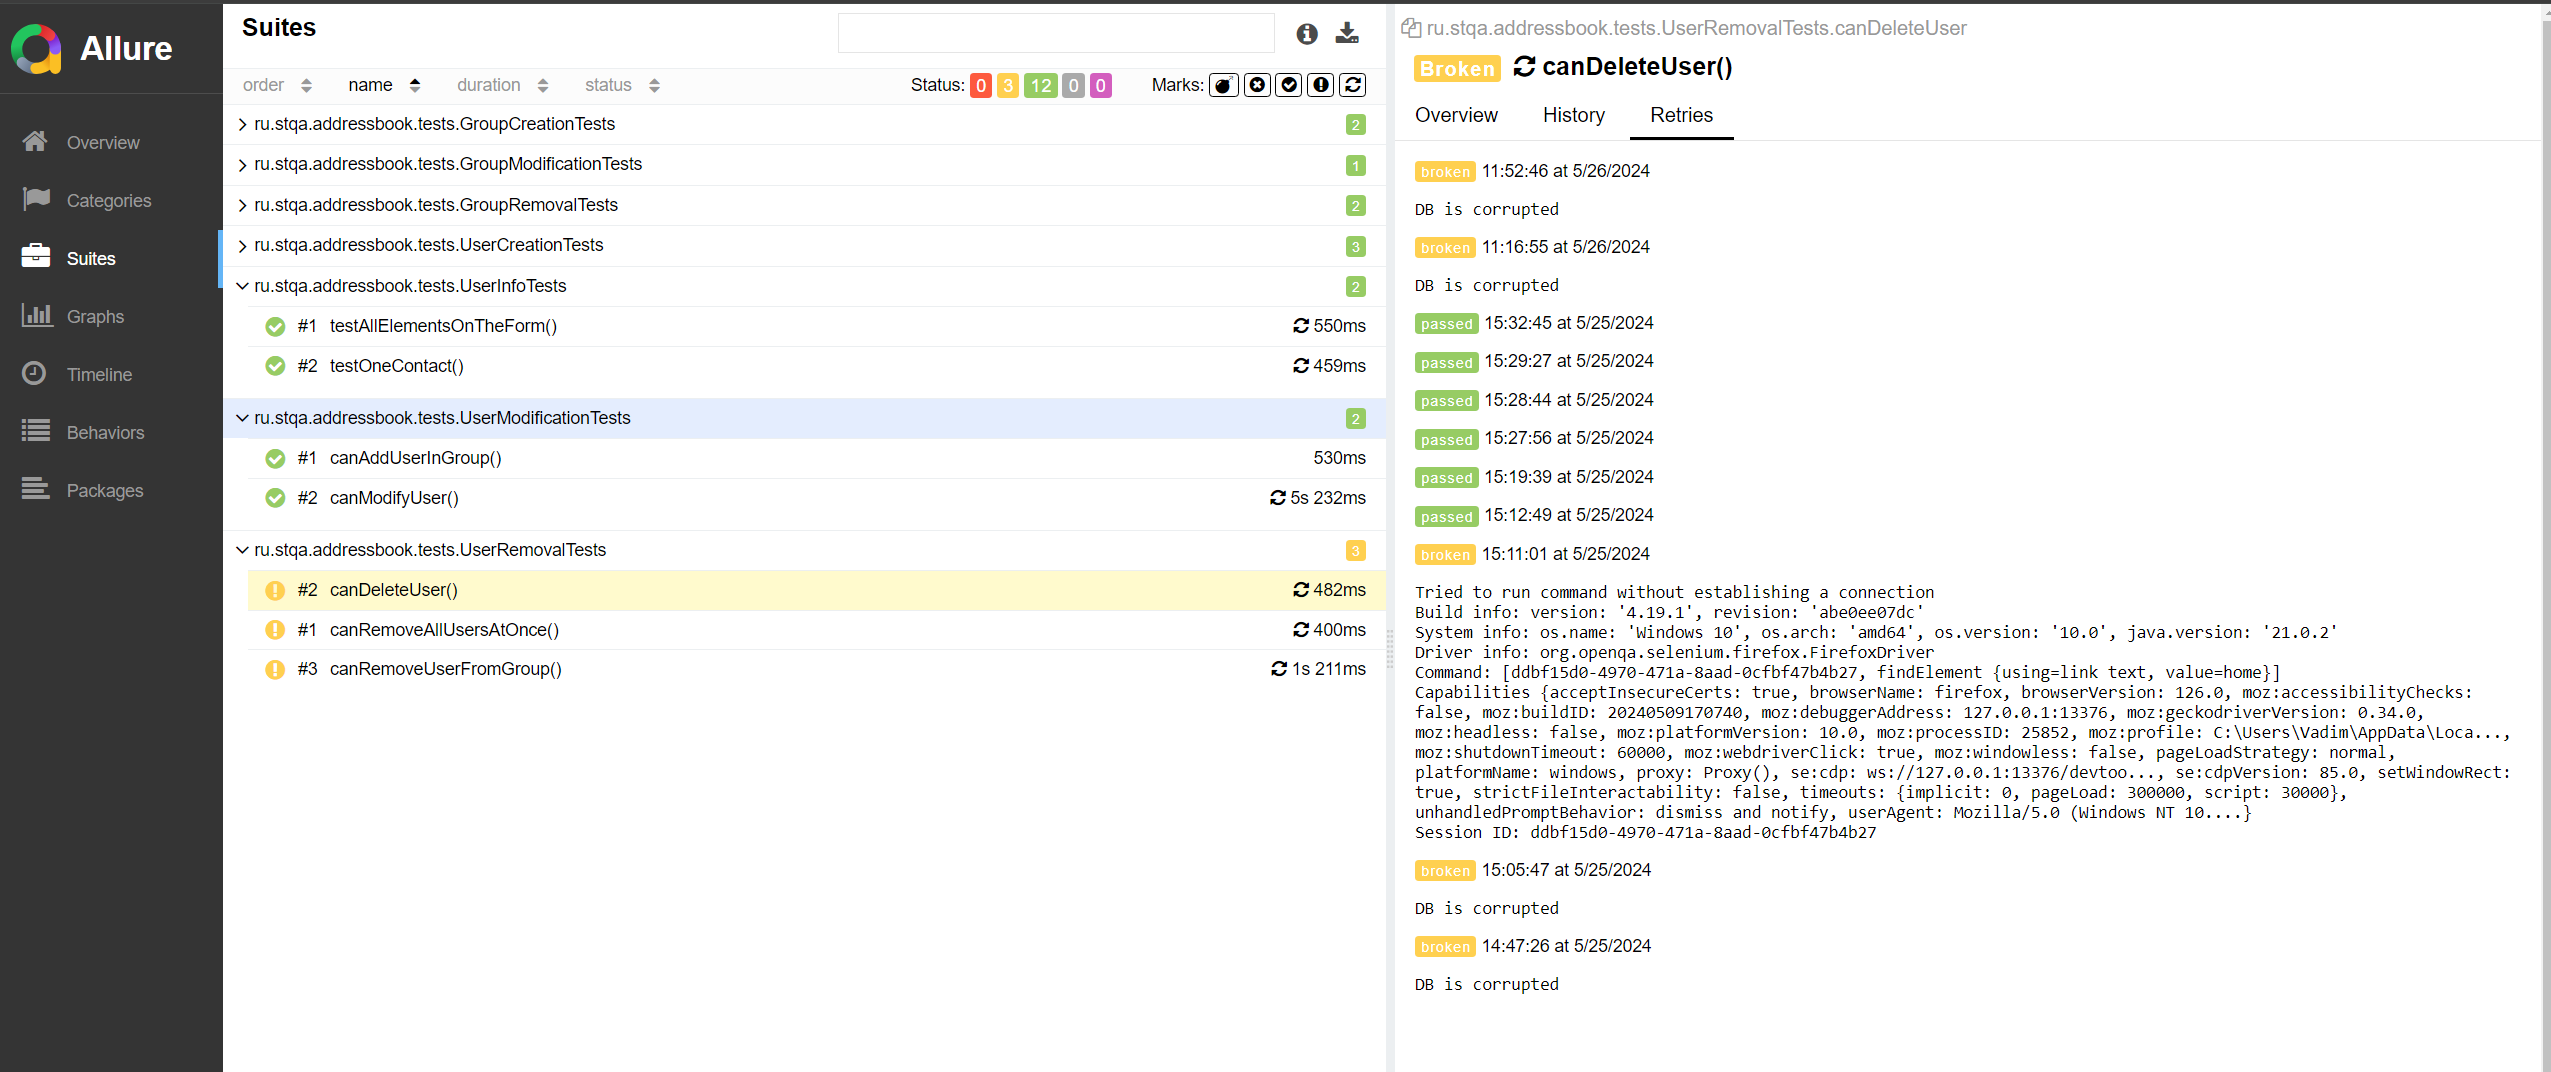 Allure
Overview
Categories
Suites
Graphs
Timeline
Behaviors
Packages
Suites
order name duration status Status: 0 3 12 0 0 Marks:
ru.stqa.addressbook.tests.GroupCreationTests 2
ru.stqa.addressbook.tests.GroupModificationTests 1
ru.stqa.addressbook.tests.GroupRemovalTests 2
ru.stqa.addressbook.tests.UserCreationTests 3
ru.stqa.addressbook.tests.UserInfoTests 2
#1 testAllElementsOnTheForm() 550ms
#2 testOneContact() 459ms
ru.stqa.addressbook.tests.UserModificationTests 2
#1 canAddUserInGroup() 530ms
#2 canModifyUser() 5s 232ms
ru.stqa.addressbook.tests.UserRemovalTests 3
#2 canDeleteUser() 482ms
#1 canRemoveAllUsersAtOnce() 400ms
#3 canRemoveUserFromGroup() 1s 211ms
ru.stqa.addressbook.tests.UserRemovalTests.canDeleteUser
Broken canDeleteUser()
Overview History Retries
broken 11:52:46 at 5/26/2024
DB is corrupted
broken 11:16:55 at 5/26/2024
DB is corrupted
passed 15:32:45 at 5/25/2024
passed 15:29:27 at 5/25/2024
passed 15:28:44 at 5/25/2024
passed 15:27:56 at 5/25/2024
passed 15:19:39 at 5/25/2024
passed 15:12:49 at 5/25/2024
broken 15:11:01 at 5/25/2024
Tried to run command without establishing a connection
Build info: version: '4.19.1', revision: 'abe0ee07dc'
System info: os.name: 'Windows 10', os.arch: 'amd64', os.version: '10.0', java.version: '21.0.2'
Driver info: org.openqa.selenium.firefox.FirefoxDriver
Command: [ddbf15d0-4970-471a-8aad-0cfbf47b4b27, findElement {using=link text, value=home}]
Capabilities {acceptInsecureCerts: true, browserName: firefox, browserVersion: 126.0, moz:accessibilityChecks:
false, moz:buildID: 20240509170740, moz:debuggerAddress: 127.0.0.1:13376, moz:geckodriverVersion: 0.34.0,
moz:headless: false, moz:platformVersion: 10.0, moz:processID: 25852, moz:profile: C:\Users\Vadim\AppData\Loca...,
moz:shutdownTimeout: 60000, moz:webdriverClick: true, moz:windowless: false, pageLoadStrategy: normal,
platformName: windows, proxy: Proxy(), se:cdp: ws://127.0.0.1:13376/devtoo..., se:cdpVersion: 85.0, setWindowRect:
true, strictFileInteractability: false, timeouts: {implicit: 0, pageLoad: 300000, script: 30000},
unhandledPromptBehavior: dismiss and notify, userAgent: Mozilla/5.0 (Windows NT 10....}
Session ID: ddbf15d0-4970-471a-8aad-0cfbf47b4b27
broken 15:05:47 at 5/25/2024
DB is corrupted
broken 14:47:26 at 5/25/2024
DB is corrupted